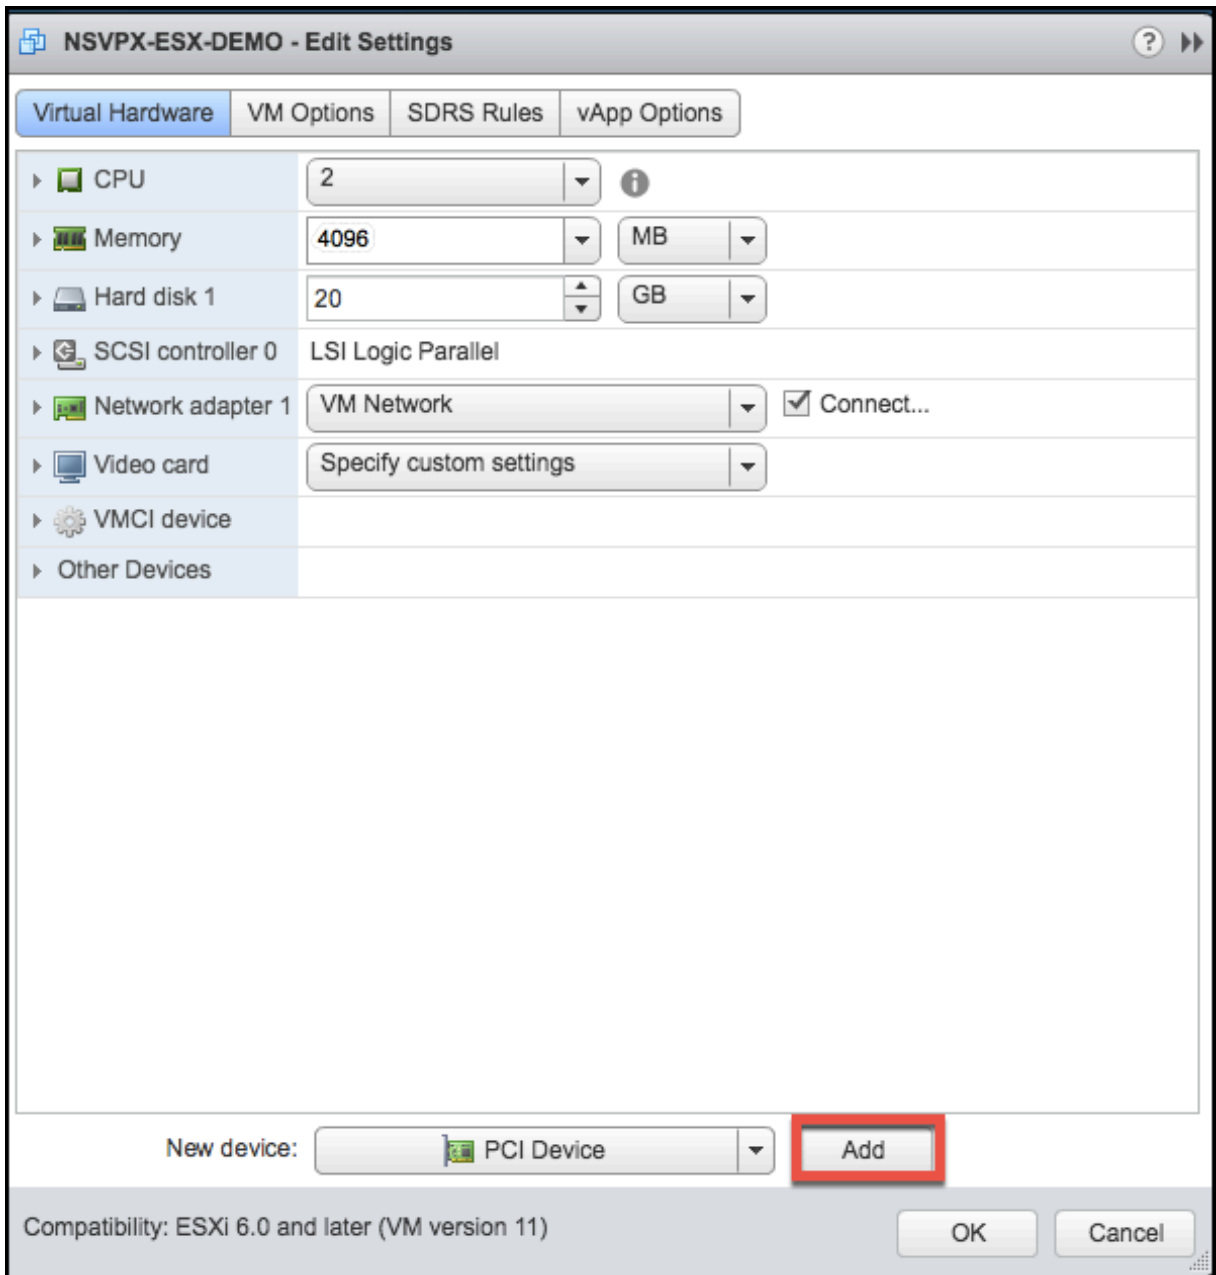 NSVPX-ESX-DEMO - Edit Settings ?
Virtual Hardware VM Options SDRS Rules vApp Options
CPU 2
Memory 4096 MB
Hard disk 1 20 GB
SCSI controller 0 LSI Logic Parallel
Network adapter 1 VM Network Connect...
Video card Specify custom settings
VMCI device
Other Devices
New device: PCI Device Add
Compatibility: ESXi 6.0 and later (VM version 11) OK Cancel